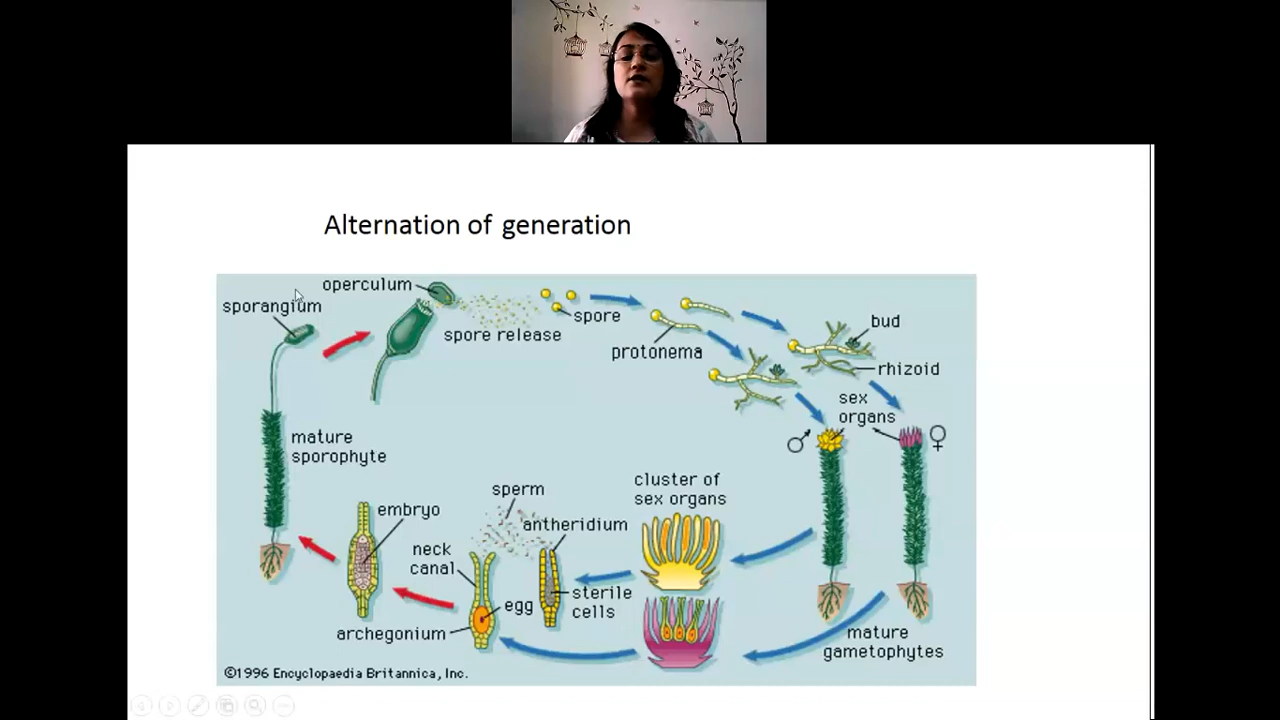 Alternation of generation
operculum
sporangium
spore release
spore
protonema
bud
rhizoid
sex
organs
mature
sporophyte
♂
♀
cluster of
sex organs
sperm
antheridium
embryo
neck
canal
sterile
cells
egg
archegonium
mature
gametophytes
©1996 Encyclopaedia Britannica, Inc.